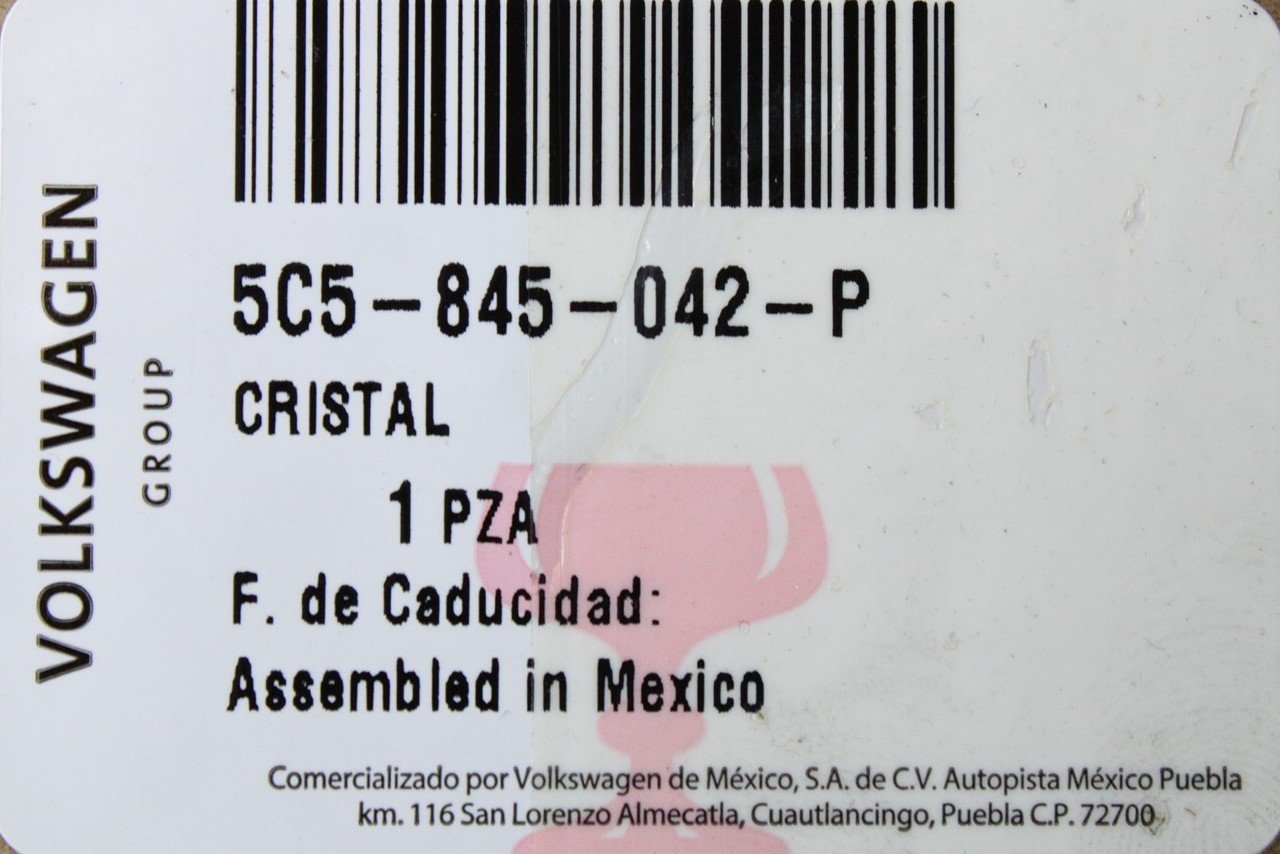 VOLKSWAGEN
GROUP
5C5-845-042-P
CRISTAL
1 PZA
F. de Caducidad:
Assembled in Mexico
Comercializado por Volkswagen de México, S.A. de C.V. Autopista México Puebla
km. 116 San Lorenzo Almecatla, Cuautlancingo, Puebla C.P. 72700